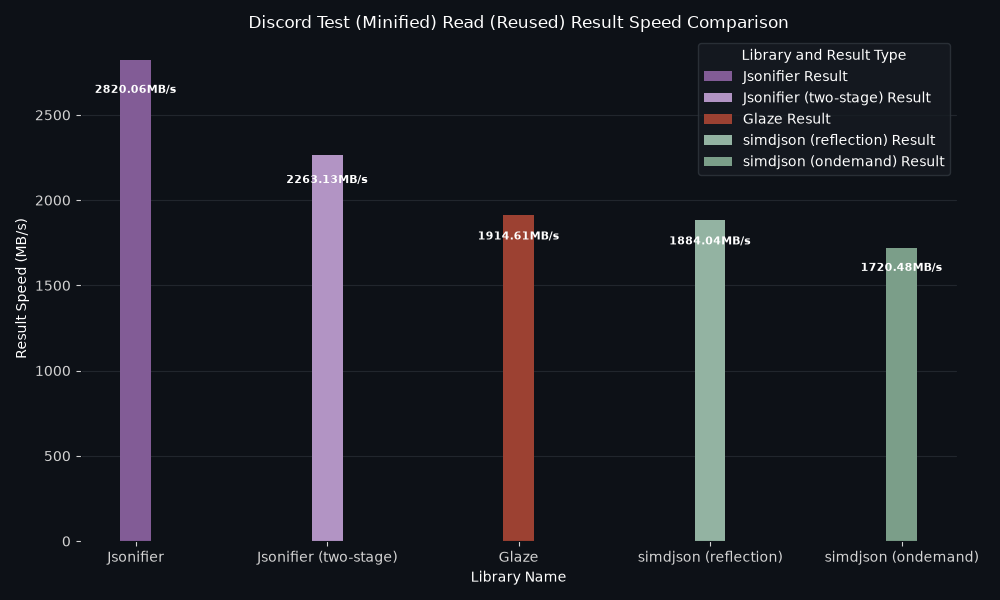 Discord Test (Minified) Read (Reused) Result Speed Comparison
Library and Result Type
Jsonifier Result
Jsonifier (two-stage) Result
Glaze Result
simdjson (reflection) Result
simdjson (ondemand) Result
2820.06MB/s
2263.13MB/s
1914.61MB/s
1884.04MB/s
1720.48MB/s
Result Speed (MB/s)
2500
2000
1500
1000
500
0
Jsonifier
Jsonifier (two-stage)
Glaze
simdjson (reflection)
simdjson (ondemand)
Library Name